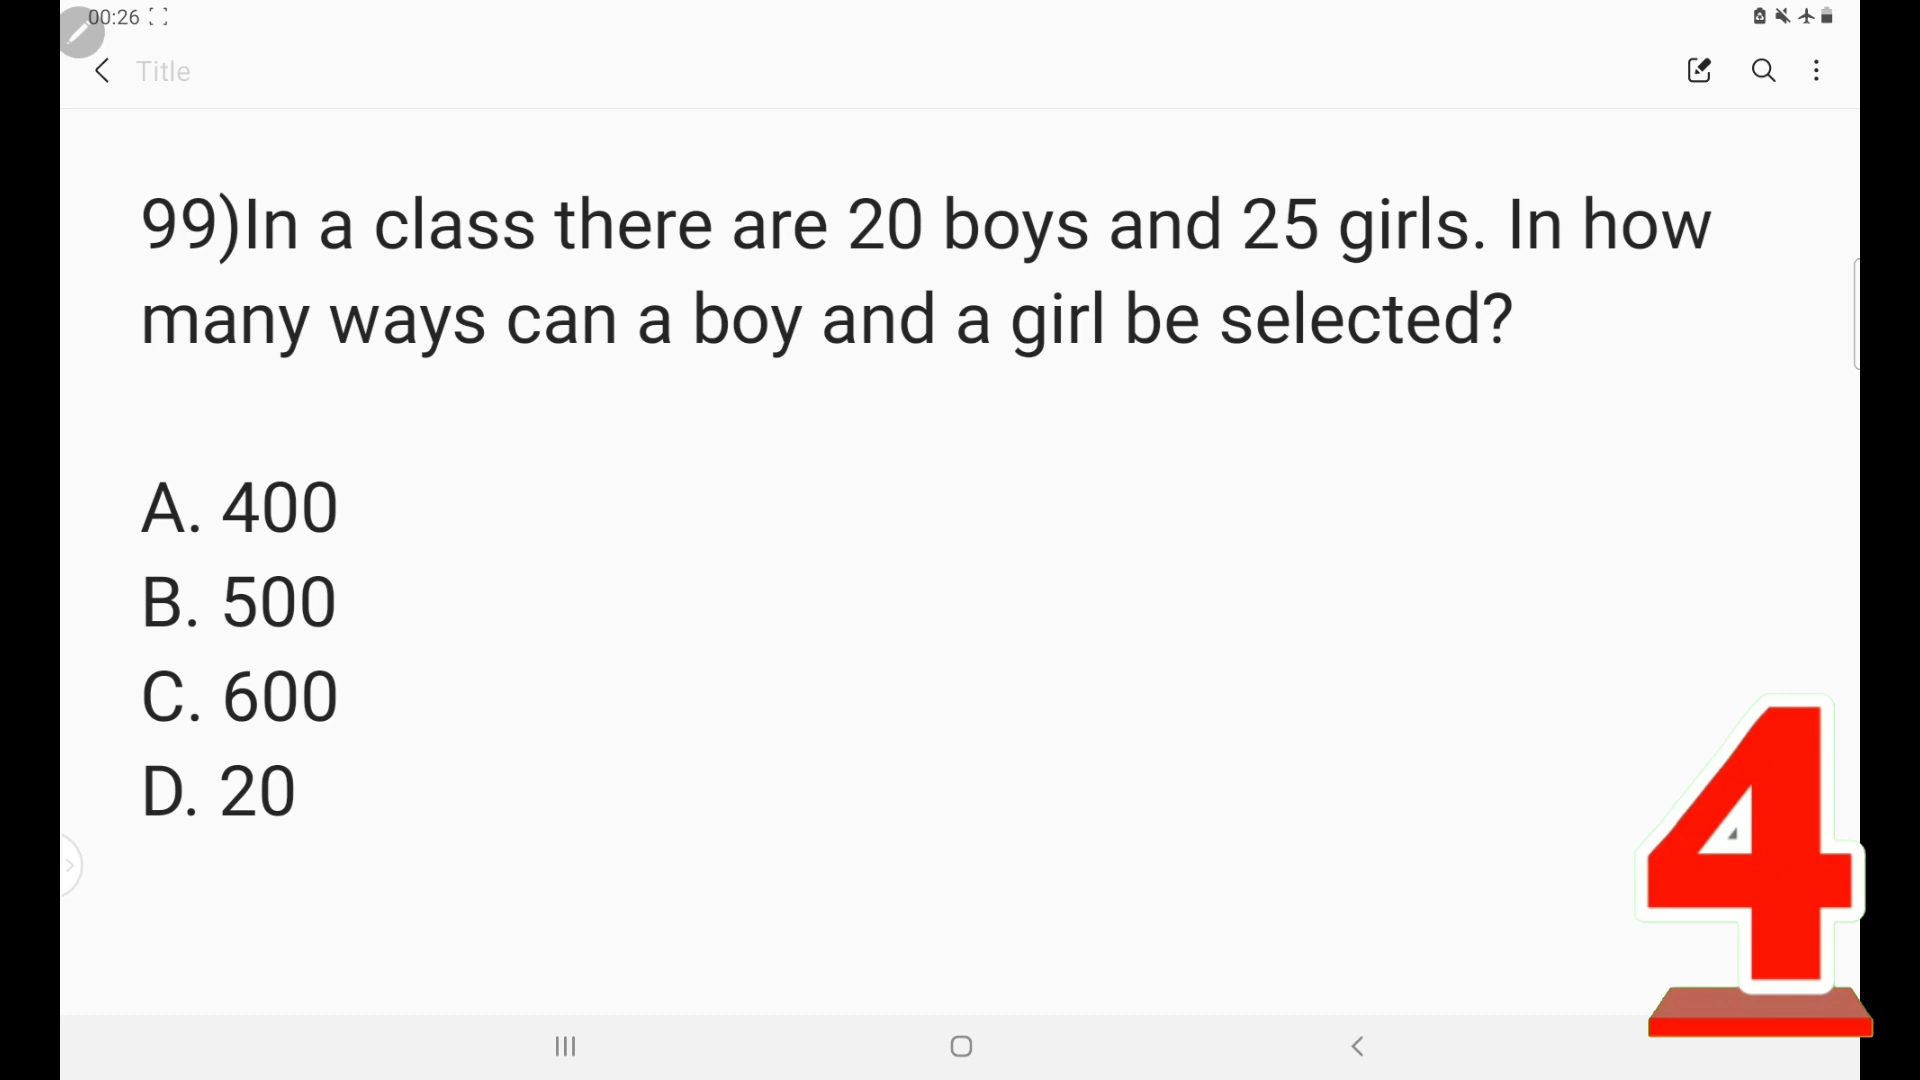 00:26
Title
99)In a class there are 20 boys and 25 girls. In how
many ways can a boy and a girl be selected?
A. 400
B. 500
C. 600
D. 20
4